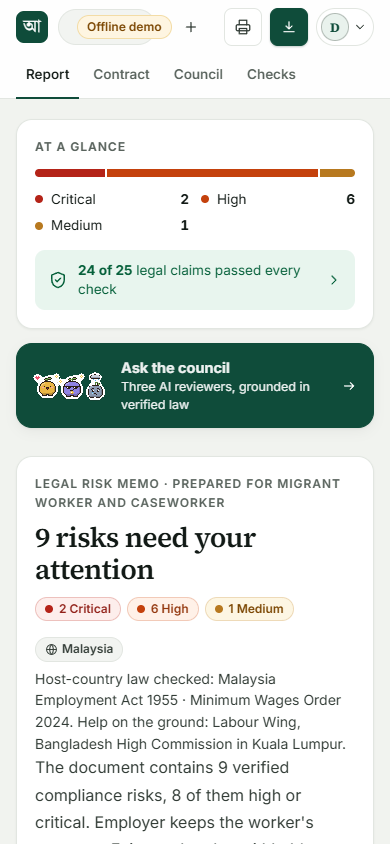 আ
Offline demo
D
Report Contract Council Checks
AT A GLANCE
Critical 2 High 6
Medium 1
24 of 25 legal claims passed every
check
Ask the council
Three AI reviewers, grounded in
verified law
LEGAL RISK MEMO · PREPARED FOR MIGRANT
WORKER AND CASEWORKER
9 risks need your
attention
2 Critical 6 High 1 Medium
Malaysia
Host-country law checked: Malaysia
Employment Act 1955 · Minimum Wages Order
2024. Help on the ground: Labour Wing,
Bangladesh High Commission in Kuala Lumpur.
The document contains 9 verified
compliance risks, 8 of them high or
critical. Employer keeps the worker's